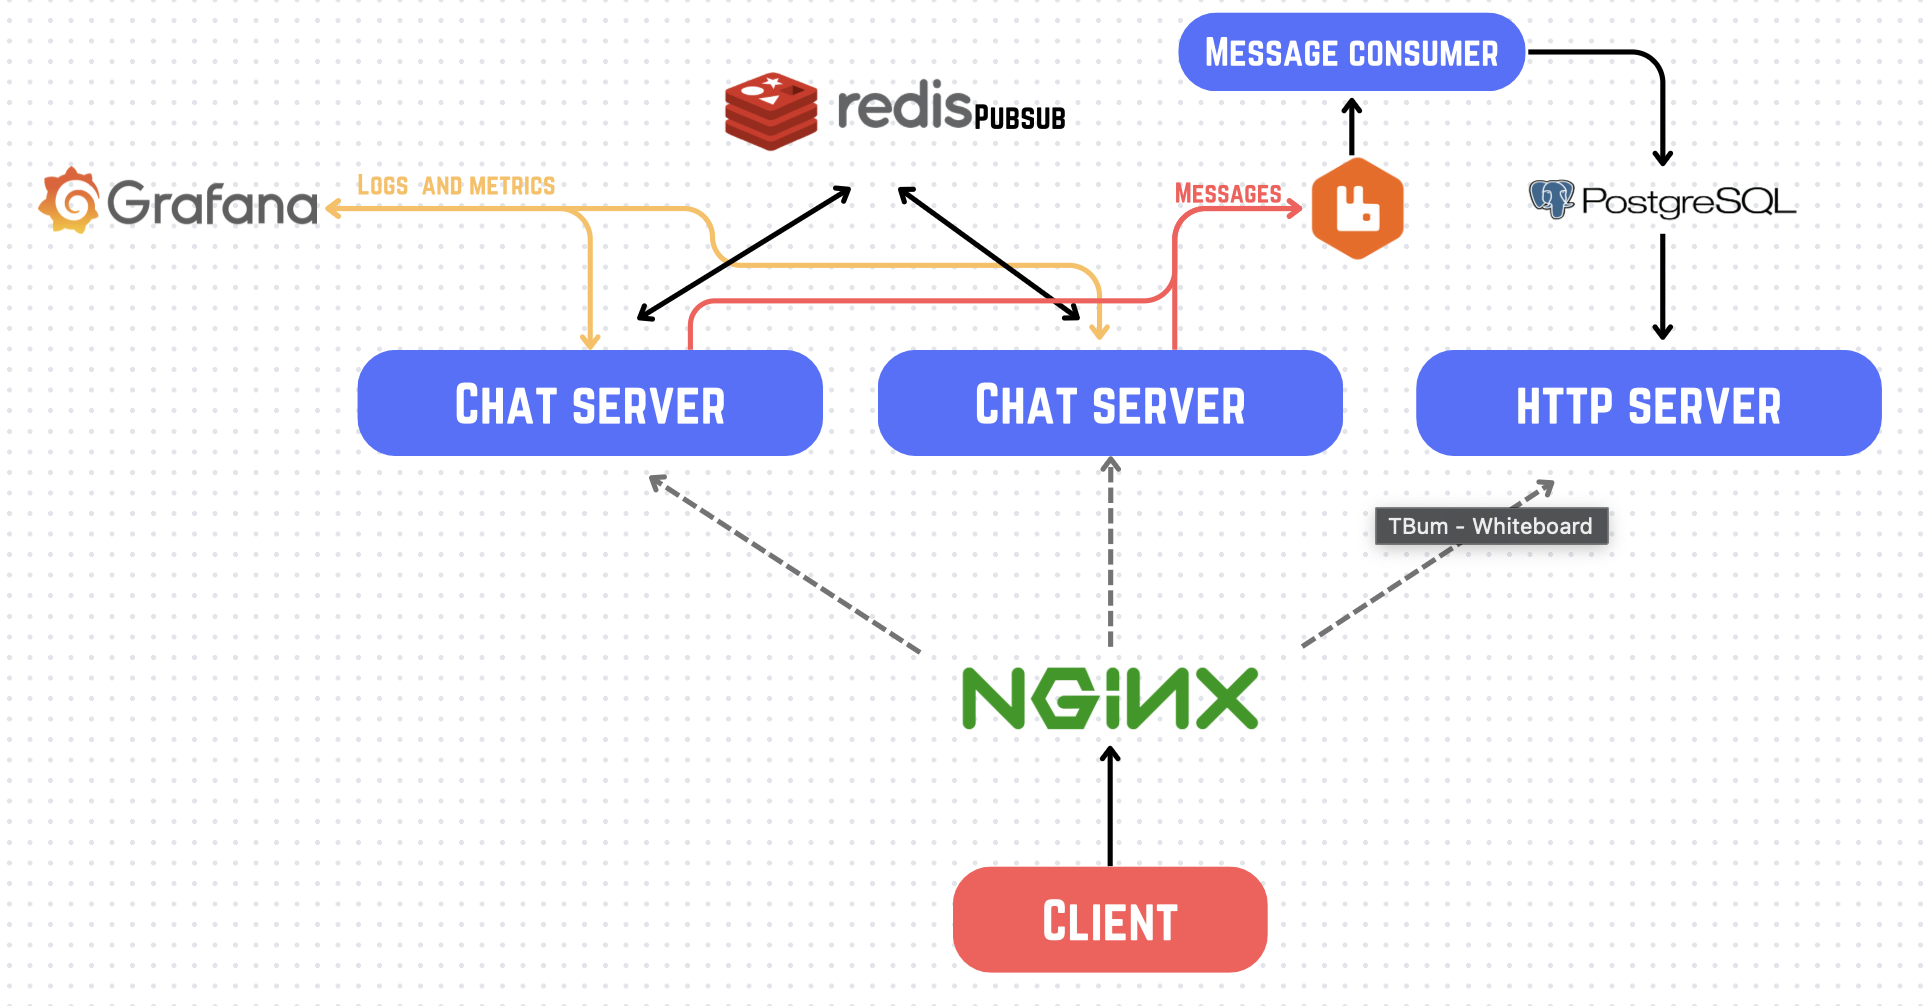 Message consumer
redis Pubsub
Grafana
Logs and metrics
Messages
PostgreSQL
Chat server
Chat server
HTTP server
TBum - Whiteboard
NGINX
Client